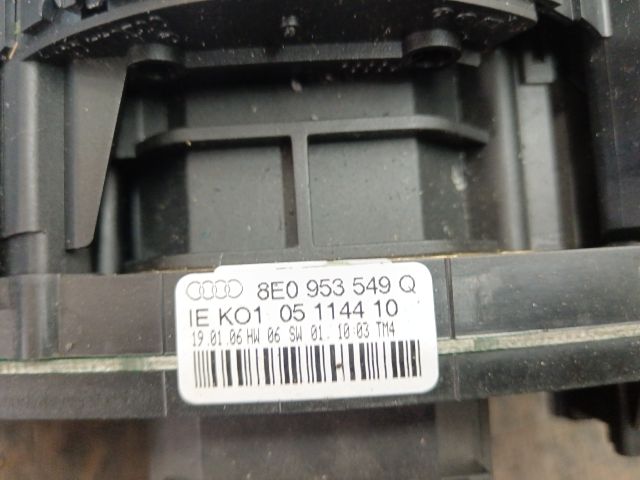 8E0 953 549 Q
IE KO1 05 1144 10
19.01.06 HW 06 SW 01. 10:03 TM4